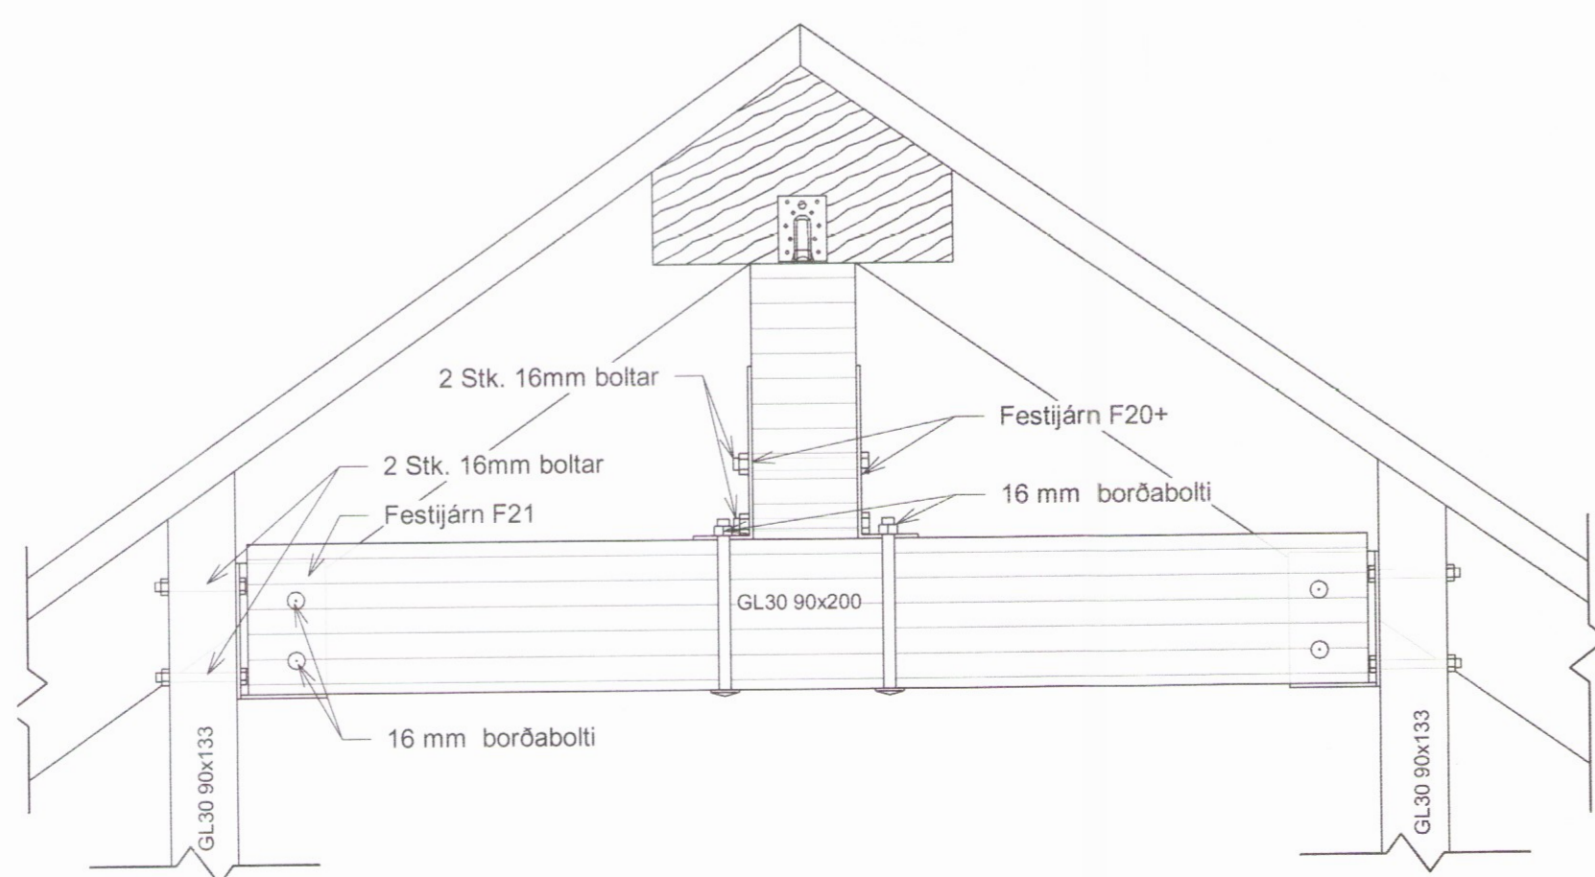 2 Stk. 16mm boltar
Festijárn F20+
2 Stk. 16mm boltar
16 mm borðabolti
Festijárn F21
GL30 90x200
16 mm borðabolti
GL30 90x133
GL30 90x133